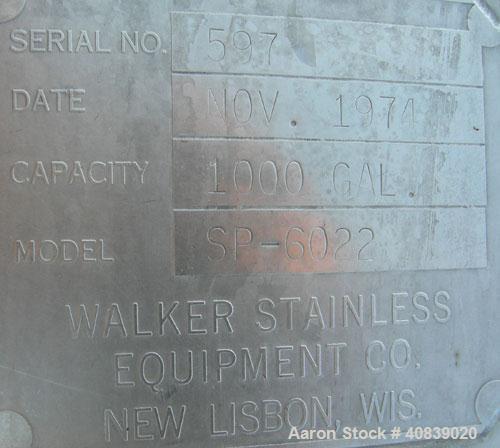 SERIAL NO. 597
DATE NOV. 1974
CAPACITY 1000 GAL.
MODEL SP-6022
WALKER STAINLESS
EQUIPMENT CO.
NEW LISBON, WIS.
Aaron Stock # 40839020